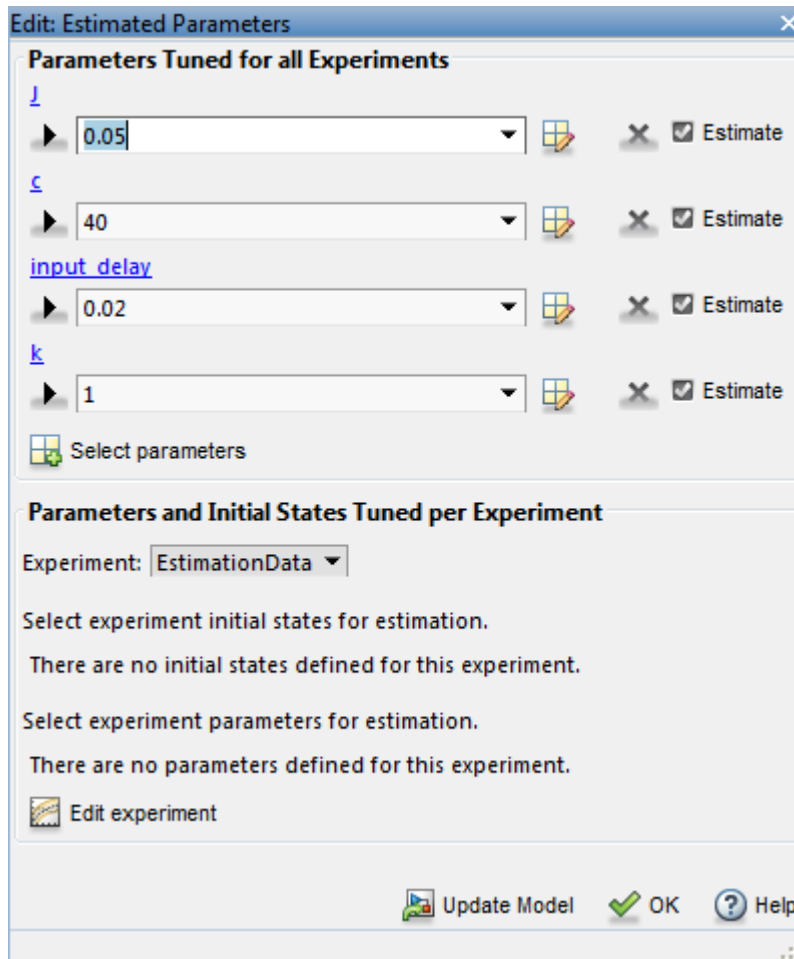 Edit: Estimated Parameters
Parameters Tuned for all Experiments
J
0.05
Estimate
c
40
Estimate
input_delay
0.02
Estimate
k
1
Estimate
Select parameters
Parameters and Initial States Tuned per Experiment
Experiment: EstimationData
Select experiment initial states for estimation.
There are no initial states defined for this experiment.
Select experiment parameters for estimation.
There are no parameters defined for this experiment.
Edit experiment
Update Model OK Help